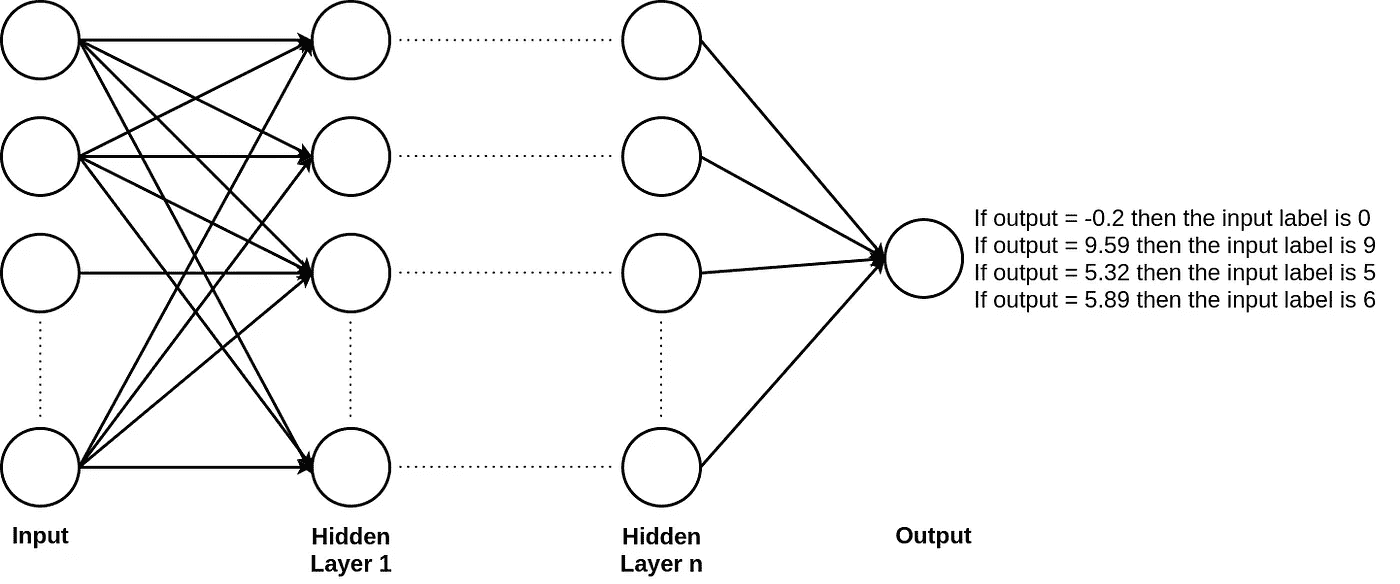 If output = -0.2 then the input label is 0
If output = 9.59 then the input label is 9
If output = 5.32 then the input label is 5
If output = 5.89 then the input label is 6
Input
Hidden
Layer 1
Hidden
Layer n
Output